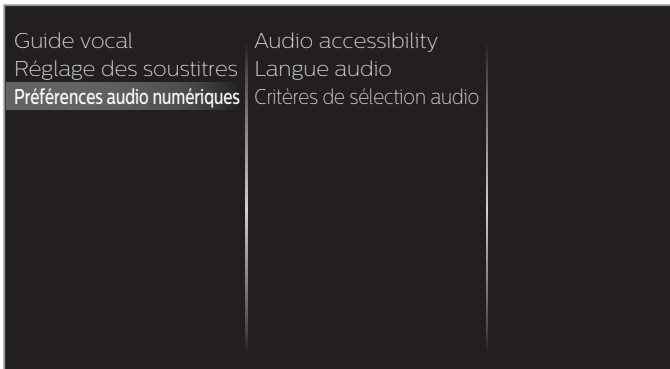 Guide vocal
Réglage des soustitres
Préférences audio numériques
Audio accessibility
Langue audio
Critères de sélection audio